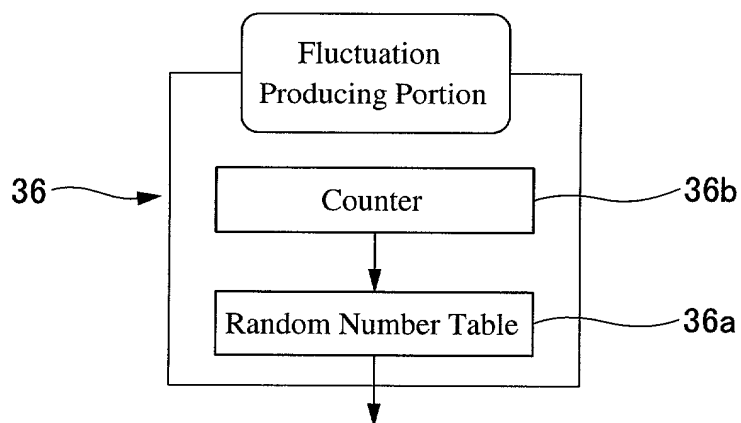 Fluctuation
Producing Portion
36
Counter
36b
Random Number Table
36a